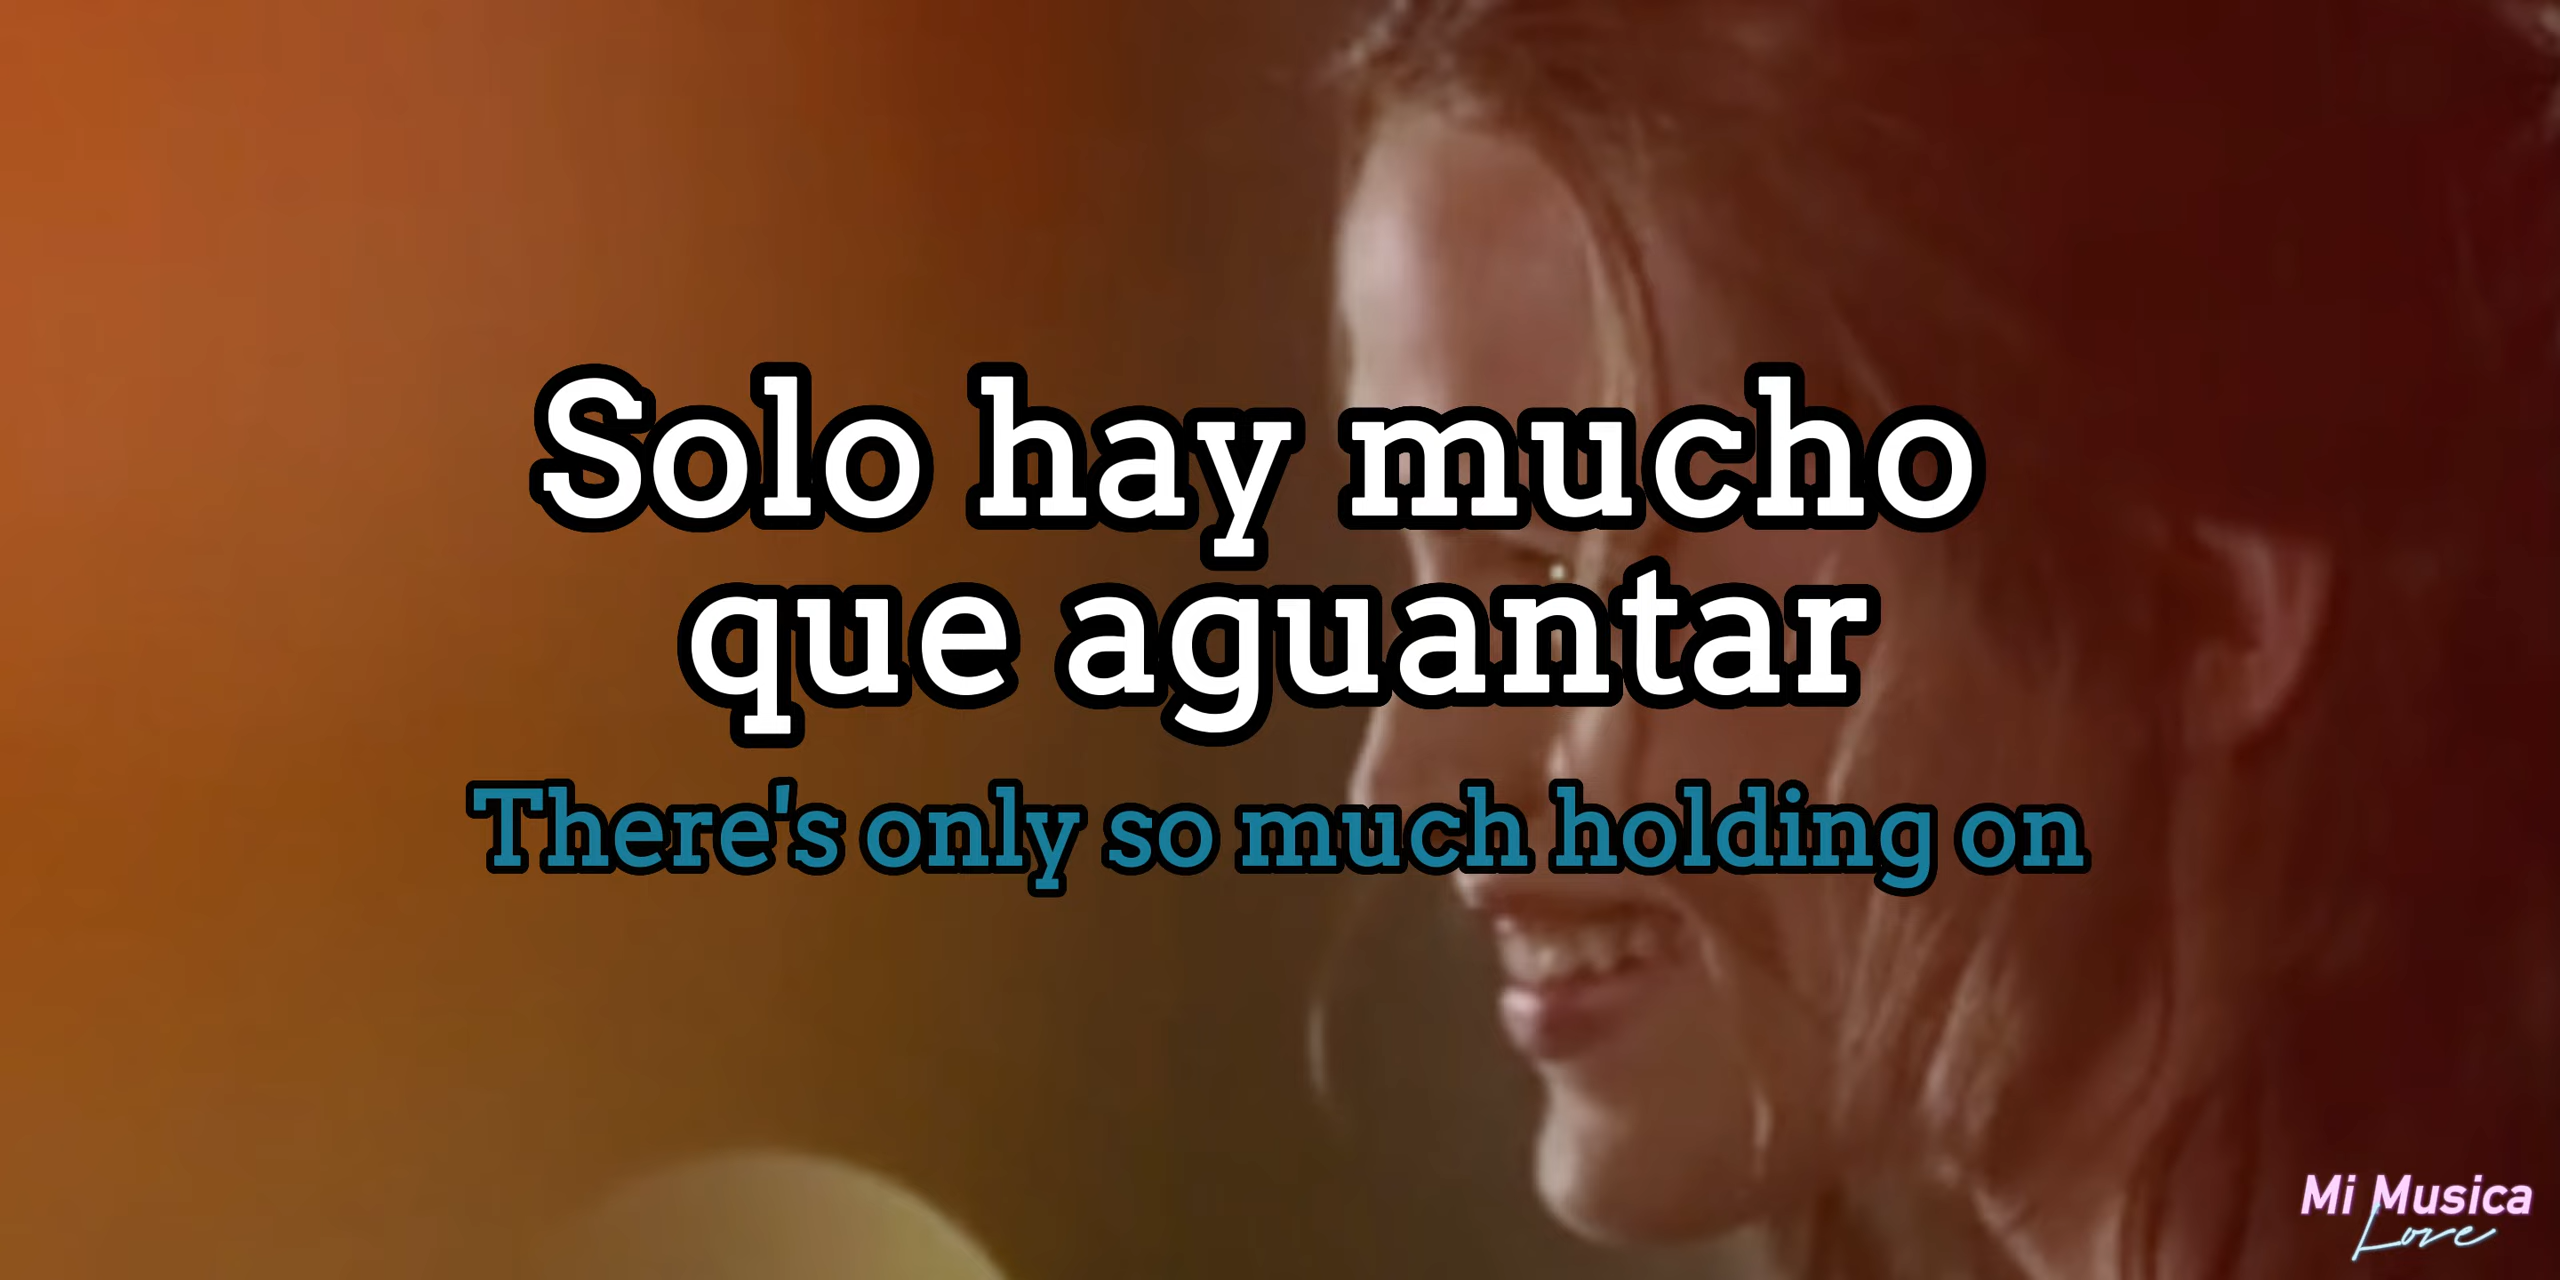 Solo hay mucho
que aguantar
There's only so much holding on
Mi Musica
Love